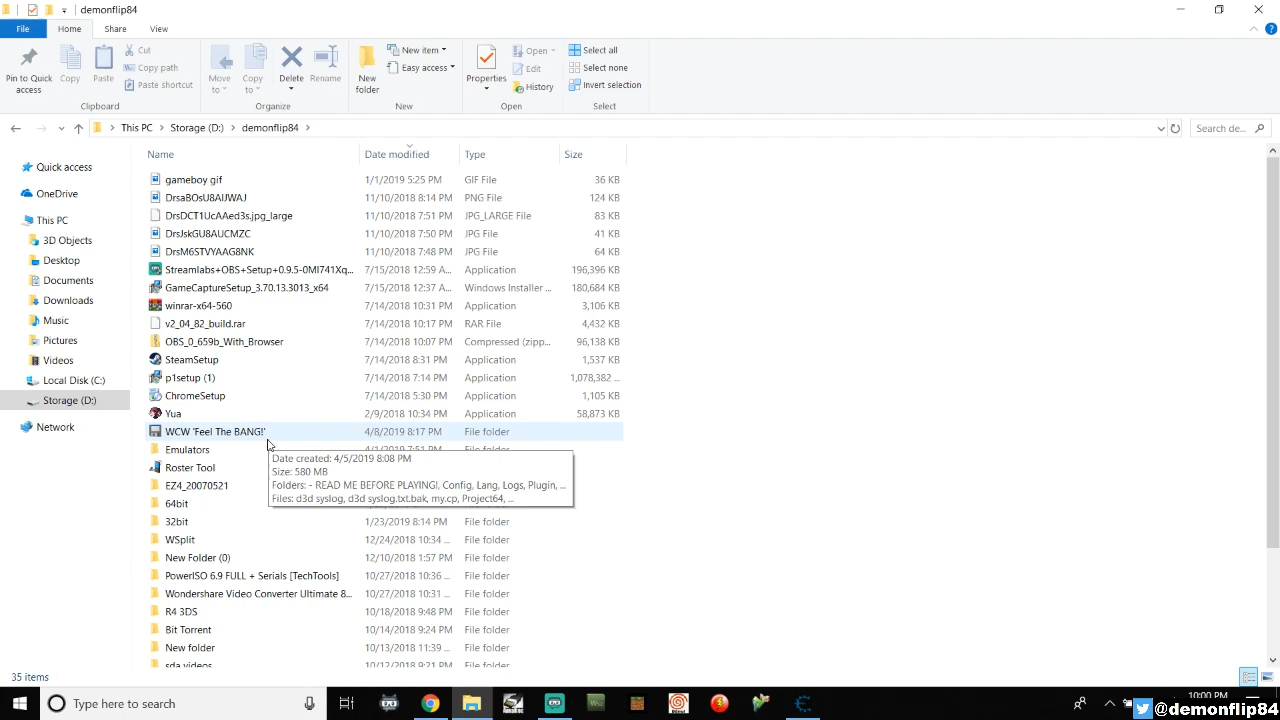 demonflip84
File Home Share View
Pin to Quick access
Copy
Paste
Cut
Copy path
Paste shortcut
Clipboard
Move to
Copy to
Delete
Rename
Organize
New folder
New item
Easy access
New
Properties
Open
Edit
History
Open
Select all
Select none
Invert selection
Select
This PC > Storage (D:) > demonflip84 >
Search de...
Quick access
OneDrive
This PC
3D Objects
Desktop
Documents
Downloads
Music
Pictures
Videos
Local Disk (C:)
Storage (D:)
Network
Name Date modified Type Size
gameboy gif 1/1/2019 5:25 PM GIF File 36 KB
DrsaBOsU8AIJWAJ 11/10/2018 8:14 PM PNG File 124 KB
DrsDCT1UcAAed3s.jpg_large 11/10/2018 7:51 PM JPG_LARGE File 83 KB
DrsJskGU8AUCMZC 11/10/2018 7:50 PM JPG File 41 KB
DrsM6STVYAAG8NK 11/10/2018 7:48 PM JPG File 64 KB
Streamlabs+OBS+Setup+0.9.5-0MI741Xq... 7/15/2018 12:59 A... Application 196,396 KB
GameCaptureSetup_3.70.13.3013_x64 7/15/2018 12:37 A... Windows Installer ... 180,684 KB
winrar-x64-560 7/14/2018 10:31 PM Application 3,106 KB
v2_04_82_build.rar 7/14/2018 10:17 PM RAR File 4,432 KB
OBS_0_659b_With_Browser 7/14/2018 10:07 PM Compressed (zipp... 96,138 KB
SteamSetup 7/14/2018 8:31 PM Application 1,537 KB
p1setup (1) 7/14/2018 7:14 PM Application 1,078,382 ...
ChromeSetup 7/14/2018 5:30 PM Application 1,105 KB
Yua 2/9/2018 10:34 PM Application 58,873 KB
WCW 'Feel The BANG!' 4/8/2019 8:17 PM File folder
Emulators 4/1/2019 7:51 PM File folder
Date created: 4/5/2019 8:08 PM
Size: 580 MB
Folders: - READ ME BEFORE PLAYING!, Config, Lang, Logs, Plugin, ...
Files: d3d syslog, d3d syslog.txt.bak, my.cp, Project64, ...
Roster Tool
EZ4_20070521
64bit
32bit 1/23/2019 8:14 PM File folder
WSplit 12/24/2018 10:34 ... File folder
New Folder (0) 12/10/2018 1:57 PM File folder
PowerISO 6.9 FULL + Serials [TechTools] 10/27/2018 10:36 ... File folder
Wondershare Video Converter Ultimate 8... 10/27/2018 10:22 ... File folder
R4 3DS 10/18/2018 9:48 PM File folder
Bit Torrent 10/14/2018 9:24 PM File folder
New folder 10/13/2018 11:39 ... File folder
sda videos 10/12/2018 9:21 PM File folder
35 items
Type here to search
10:00 PM
@demonflip84